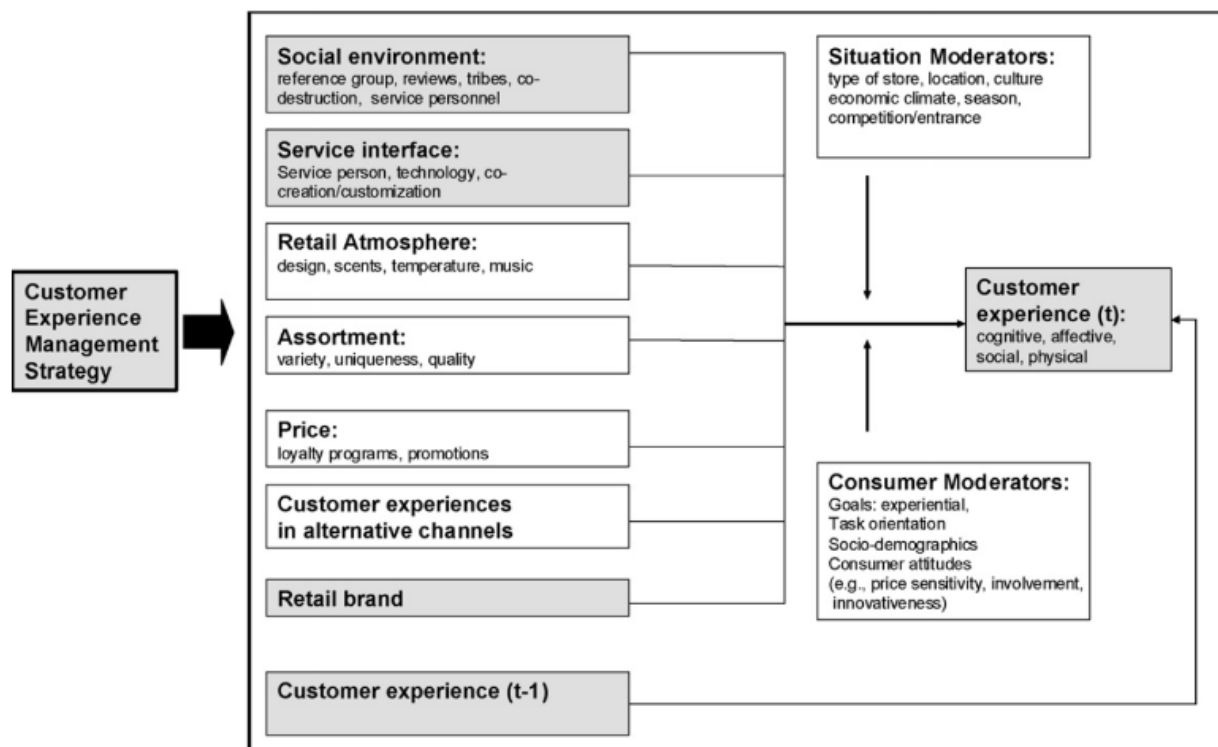 Customer
Experience
Management
Strategy
Social environment:
reference group, reviews, tribes, co-
destruction,  service personnel
Service interface:
Service person, technology, co-
creation/customization
Retail Atmosphere:
design, scents, temperature, music
Assortment:
variety, uniqueness, quality
Price:
loyalty programs, promotions
Customer experiences
in alternative channels
Retail brand
Customer experience (t-1)
Situation Moderators:
type of store, location, culture
economic climate, season,
competition/entrance
Customer
experience (t):
cognitive, affective,
social, physical
Consumer Moderators:
Goals: experiential,
Task orientation
Socio-demographics
Consumer attitudes
(e.g., price sensitivity, involvement,
innovativeness)